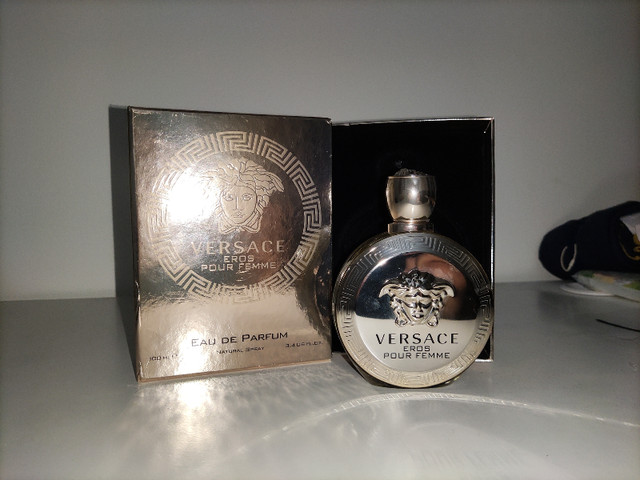 VERSACE
EROS
POUR FEMME
EAU DE PARFUM
NATURAL SPRAY
VERSACE
EROS
POUR FEMME